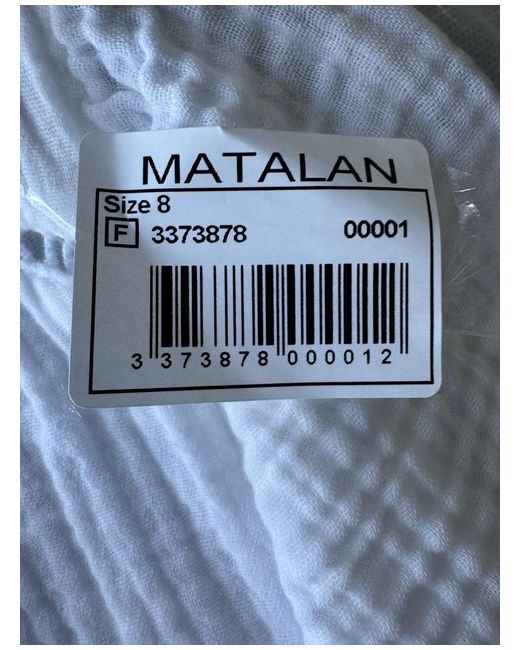 MATALAN
Size 8
F 3373878 00001
3 373878 000012